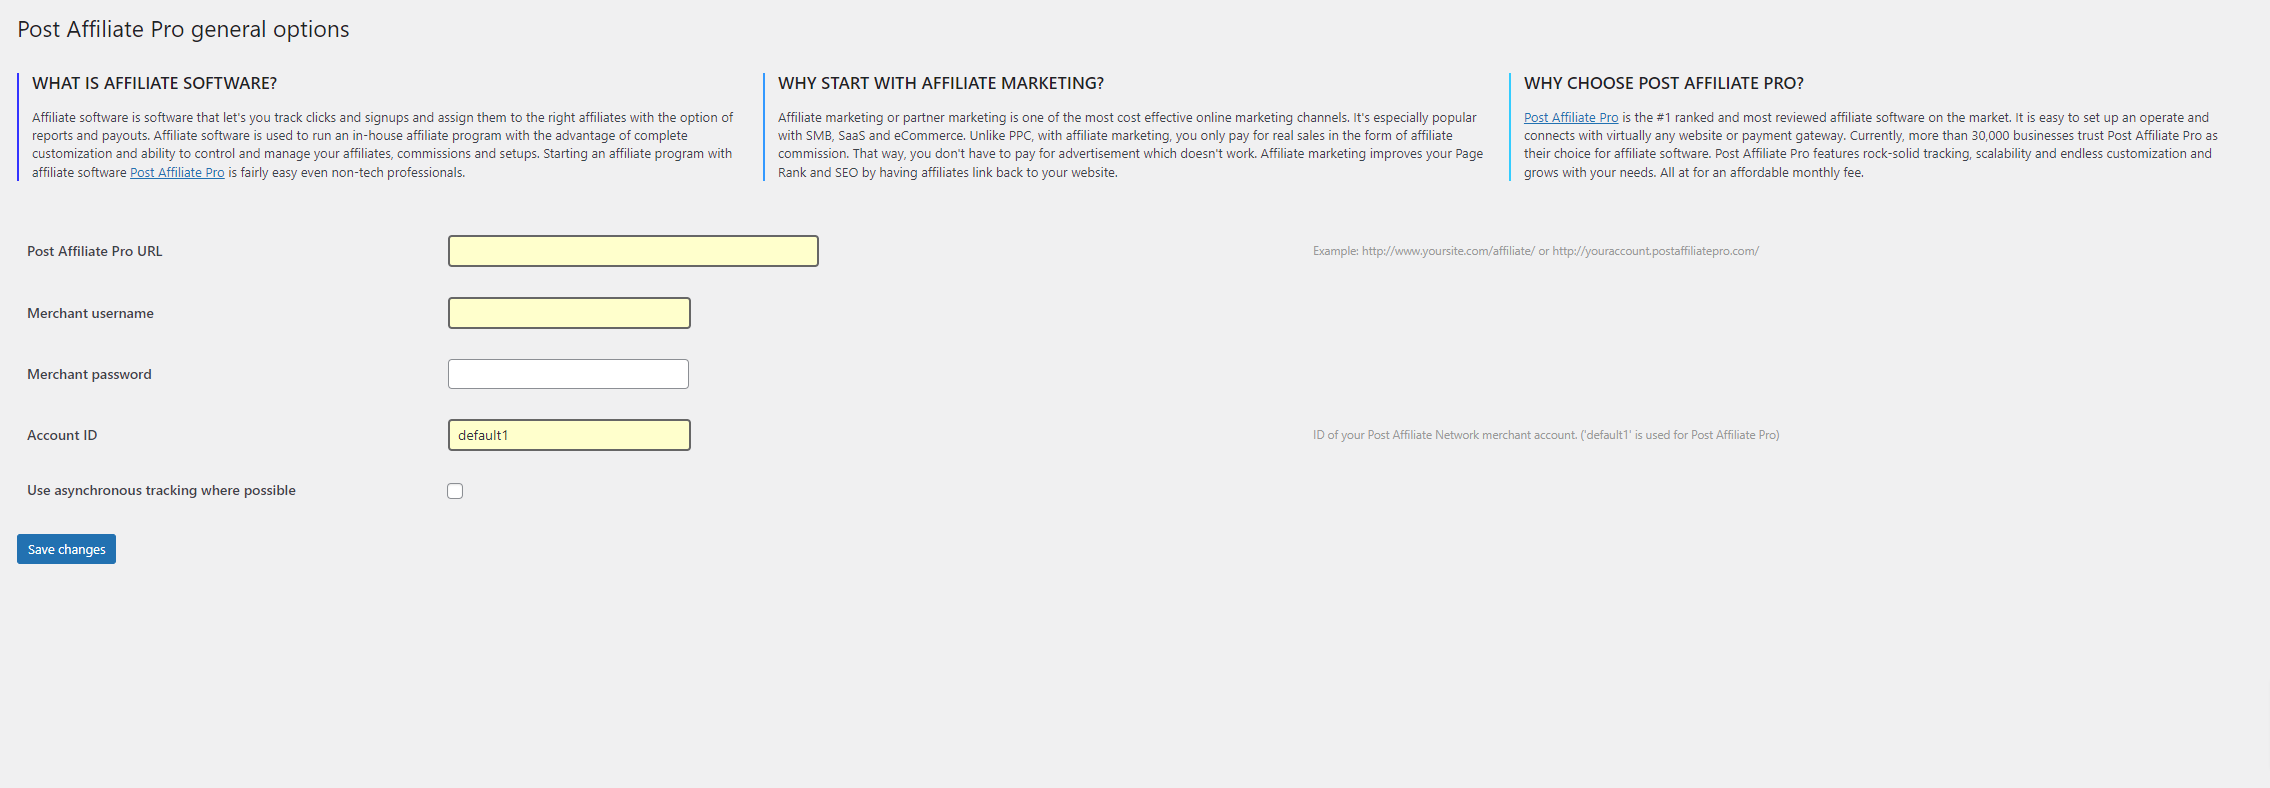 Post Affiliate Pro general options
WHAT IS AFFILIATE SOFTWARE?
Affiliate software is software that let's you track clicks and signups and assign them to the right affiliates with the option of
reports and payouts. Affiliate software is used to run an in-house affiliate program with the advantage of complete
customization and ability to control and manage your affiliates, commissions and setups. Starting an affiliate program with
affiliate software Post Affiliate Pro is fairly easy even non-tech professionals.
WHY START WITH AFFILIATE MARKETING?
Affiliate marketing or partner marketing is one of the most cost effective online marketing channels. It's especially popular
with SMB, SaaS and eCommerce. Unlike PPC, with affiliate marketing, you only pay for real sales in the form of affiliate
commission. That way, you don't have to pay for advertisement which doesn't work. Affiliate marketing improves your Page
Rank and SEO by having affiliates link back to your website.
WHY CHOOSE POST AFFILIATE PRO?
Post Affiliate Pro is the #1 ranked and most reviewed affiliate software on the market. It is easy to set up an operate and
connects with virtually any website or payment gateway. Currently, more than 30,000 businesses trust Post Affiliate Pro as
their choice for affiliate software. Post Affiliate Pro features rock-solid tracking, scalability and endless customization and
grows with your needs. All at for an affordable monthly fee.
Post Affiliate Pro URL
Example: http://www.yoursite.com/affiliate/ or http://youraccount.postaffiliatepro.com/
Merchant username
Merchant password
Account ID
default1
ID of your Post Affiliate Network merchant account. ('default1' is used for Post Affiliate Pro)
Use asynchronous tracking where possible
Save changes